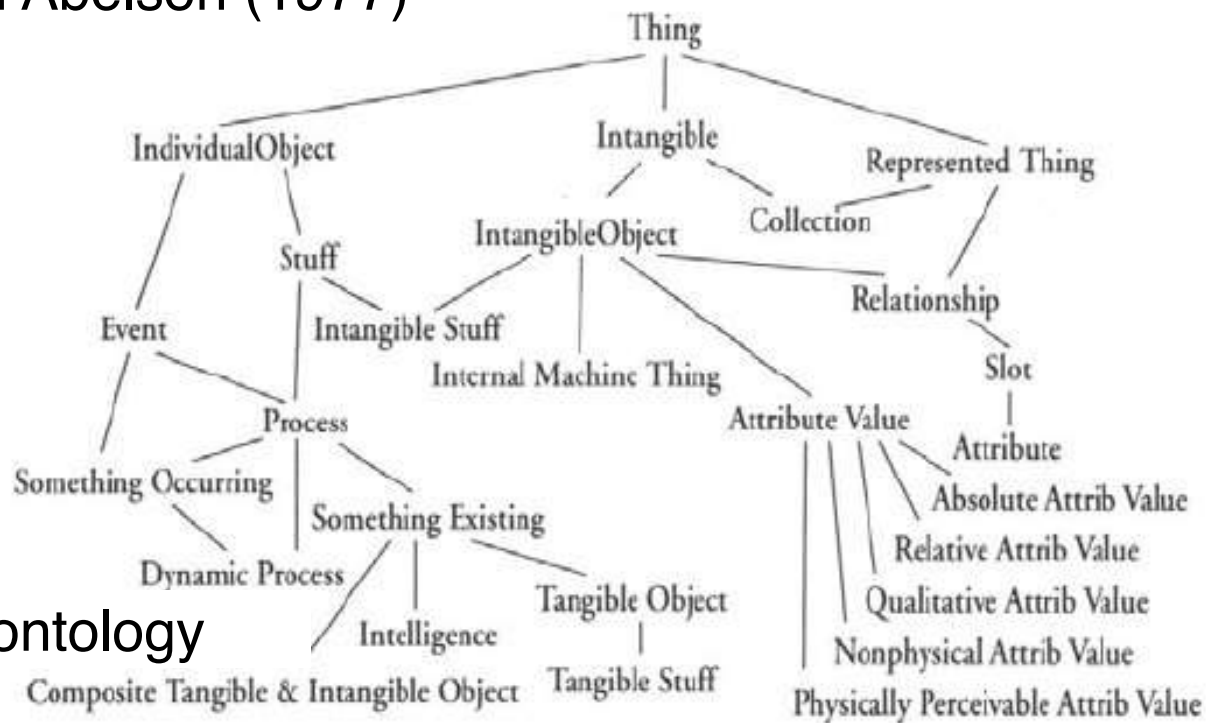 Abelson (1977)
Thing
IndividualObject
Intangible
Represented Thing
Collection
IntangibleObject
Stuff
Relationship
Event
Intangible Stuff
Internal Machine Thing
Slot
Process
Attribute Value
Attribute
Something Occurring
Absolute Attrib Value
Something Existing
Relative Attrib Value
Dynamic Process
Tangible Object
Qualitative Attrib Value
ontology
Intelligence
Nonphysical Attrib Value
Composite Tangible & Intangible Object
Tangible Stuff
Physically Perceivable Attrib Value